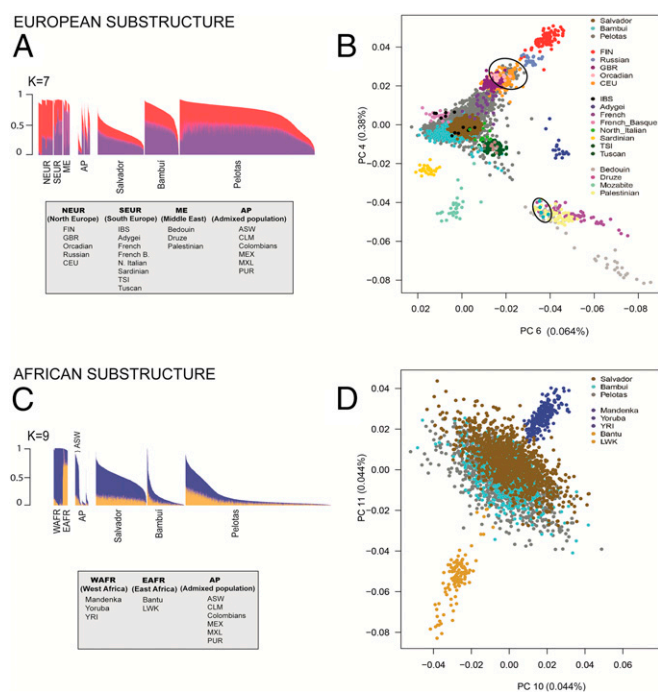 EUROPEAN SUBSTRUCTURE
A
K=7
1
0.5
0
NEUR
SEUR
ME
AP
Salvador
Bambui
Pelotas
NEUR
(North Europe)
FIN
GBR
Orcadian
Russian
CEU
SEUR
(South Europe)
IBS
Adygei
French
French B.
N. Italian
Sardinian
TSI
Tuscan
ME
(Middle East)
Bedouin
Druze
Palestinian
AP
(Admixed population)
ASW
CLM
Colombians
MEX
MXL
PUR
B
PC 4 (0.38%)
0.04
0.02
0.00
−0.02
−0.04
−0.06
−0.08
0.02
0.00
−0.02
−0.04
−0.06
−0.08
PC 6 (0.064%)
Salvador
Bambui
Pelotas
FIN
Russian
GBR
Orcadian
CEU
IBS
Adygei
French
French_Basque
North_Italian
Sardinian
TSI
Tuscan
Bedouin
Druze
Mozabite
Palestinian
AFRICAN SUBSTRUCTURE
C
K=9
1
0.5
0
ASW
WAFR
EAFR
AP
Salvador
Bambui
Pelotas
WAFR
(West Africa)
Mandenka
Yoruba
YRI
EAFR
(East Africa)
Bantu
LWK
AP
(Admixed population)
ASW
CLM
Colombians
MEX
MXL
PUR
D
PC 11 (0.044%)
0.04
0.02
0.00
−0.02
−0.04
−0.06
−0.08
−0.04
−0.02
0.00
0.02
0.04
0.06
PC 10 (0.044%)
Salvador
Bambui
Pelotas
Mandenka
Yoruba
YRI
Bantu
LWK